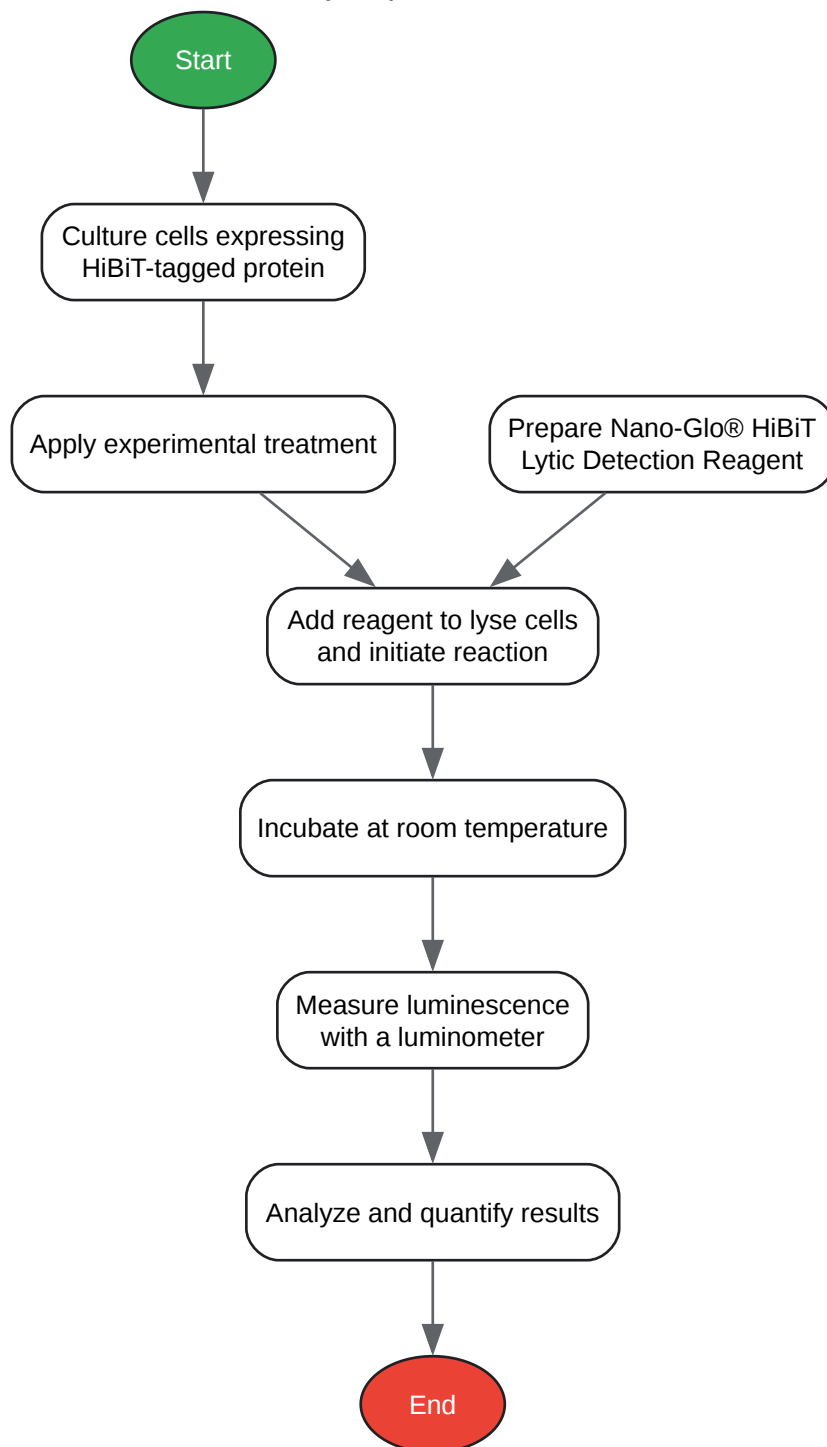 Start
Culture cells expressing
HiBiT-tagged protein
Apply experimental treatment
Prepare Nano-Glo® HiBiT
Lytic Detection Reagent
Add reagent to lyse cells
and initiate reaction
Incubate at room temperature
Measure luminescence
with a luminometer
Analyze and quantify results
End